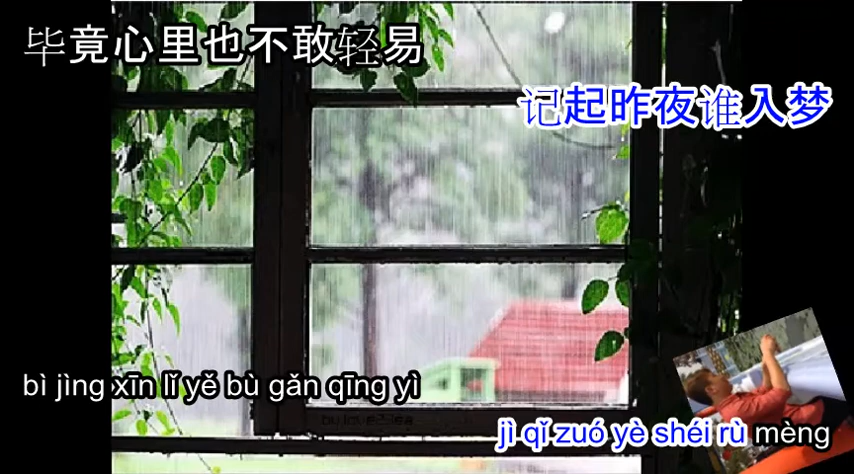 毕竟心里也不敢轻易
记起昨夜谁入梦
bì jìng xīn lǐ yě bù gǎn qīng yì
jì qǐ zuó yè shéi rù mèng